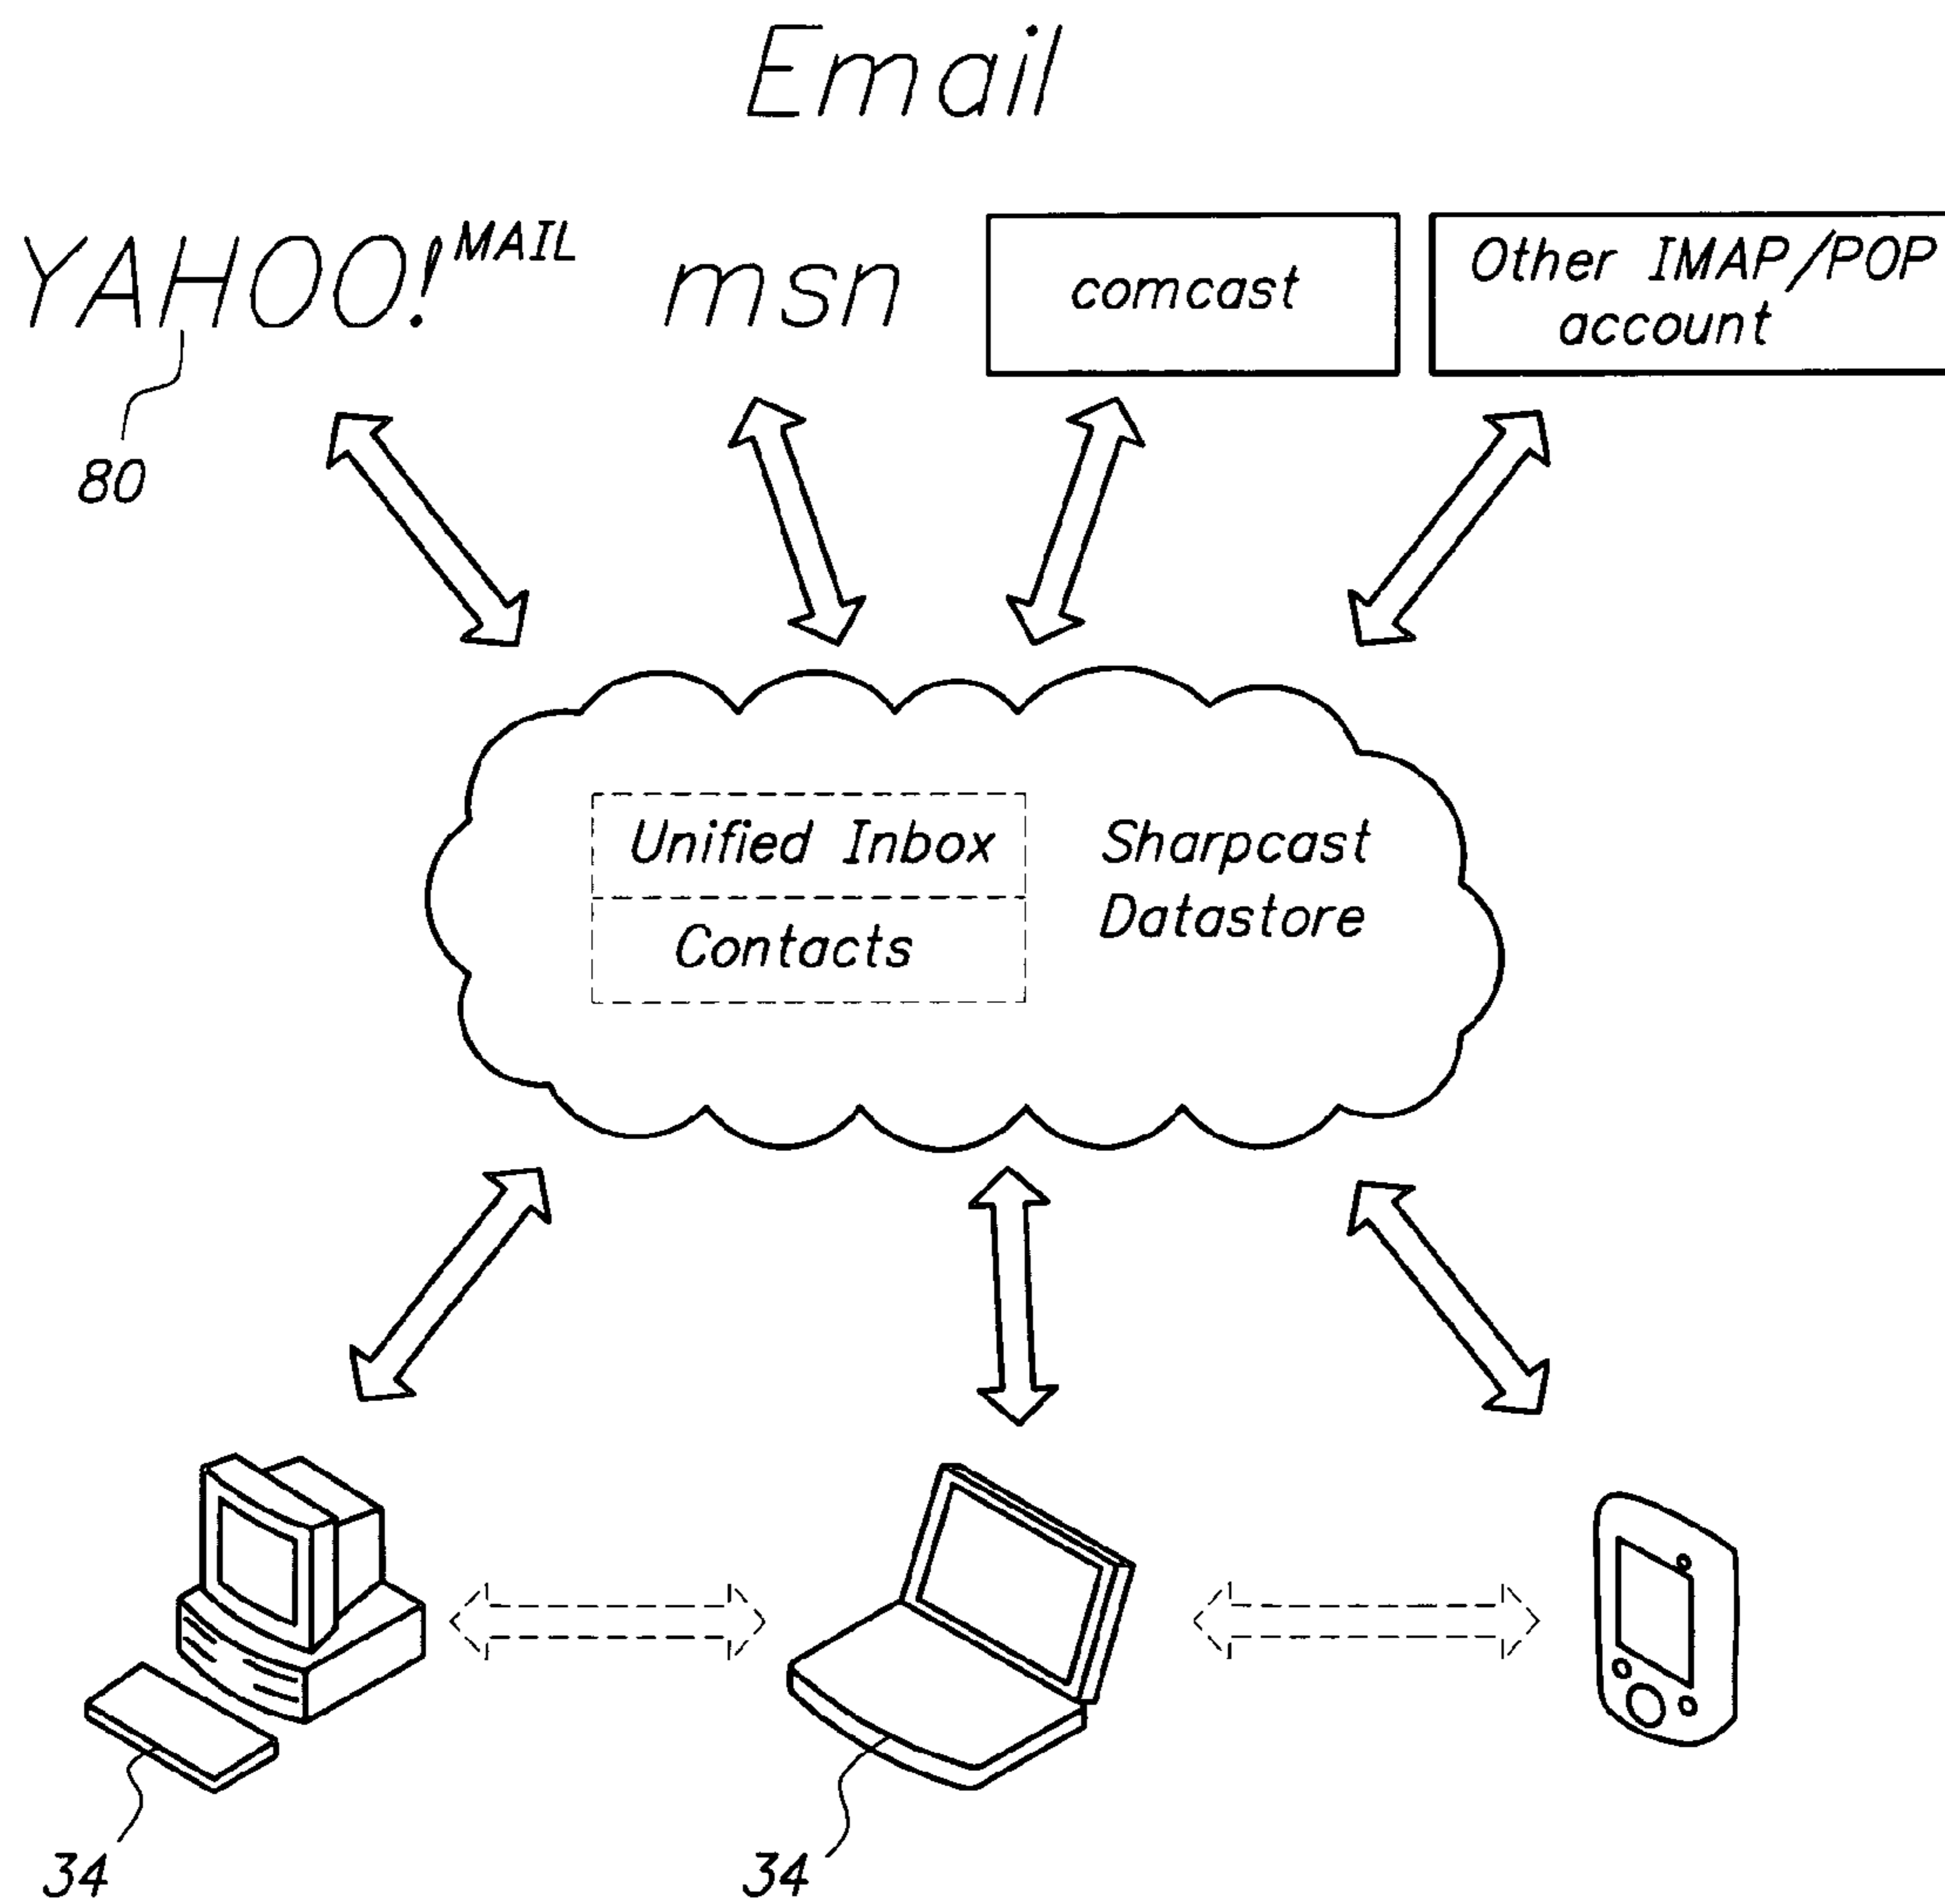 Email
YAHOO! MAIL
msn
comcast
Other IMAP/POP
account
80
Unified Inbox
Contacts
Sharpcast
Datastore
34
34